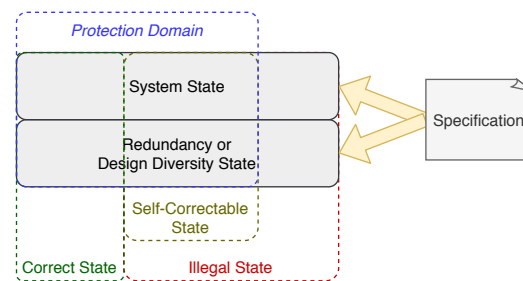 Protection Domain
System State
Specification
Redundancy or
Design Diversity State
Self-Correctable
State
Correct State
Illegal State